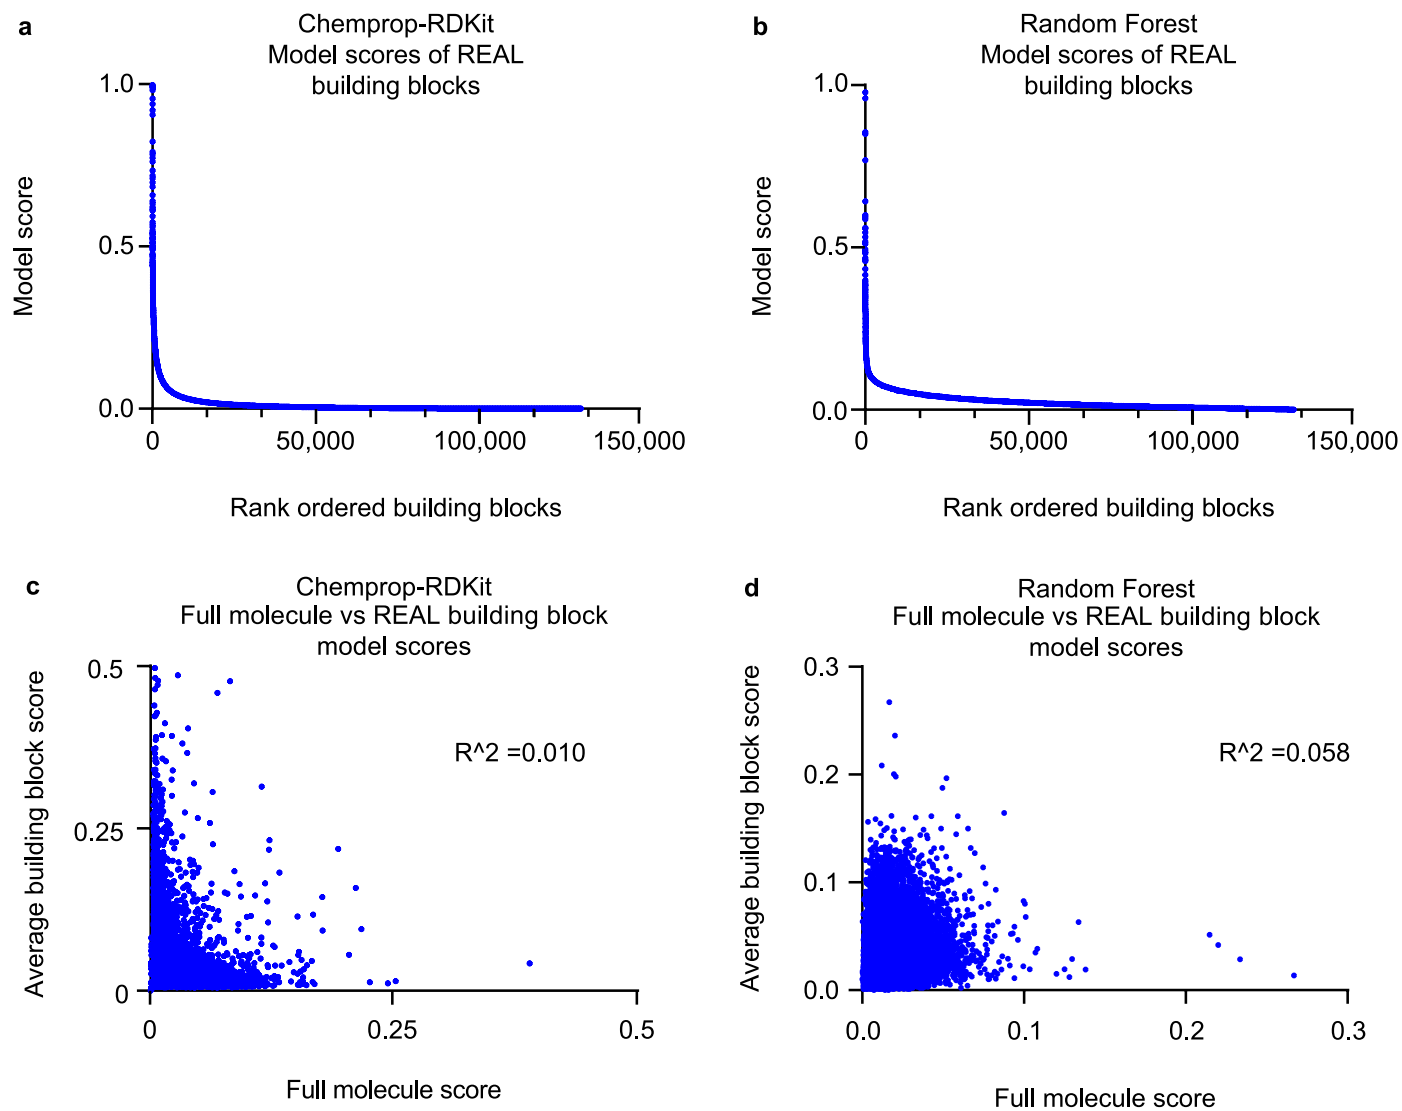 a
Chemprop-RDKit
Model scores of REAL
building blocks
1.0
0.5
0.0
Model score
0
50,000
100,000
150,000
Rank ordered building blocks
b
Random Forest
Model scores of REAL
building blocks
1.0
0.5
0.0
Model score
0
50,000
100,000
150,000
Rank ordered building blocks
c
Chemprop-RDKit
Full molecule vs REAL building block
model scores
0.5
0.25
0
Average building block score
R^2 =0.010
0
0.25
0.5
Full molecule score
d
Random Forest
Full molecule vs REAL building block
model scores
0.3
0.2
0.1
0.0
Average building block score
R^2 =0.058
0.0
0.1
0.2
0.3
Full molecule score